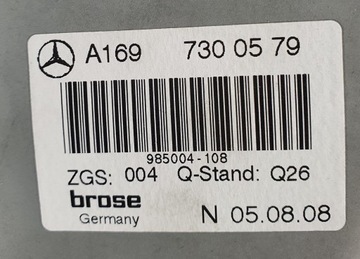 A169 730 05 79
985004-108
ZGS: 004 Q-Stand: Q26
brose
Germany N 05.08.08